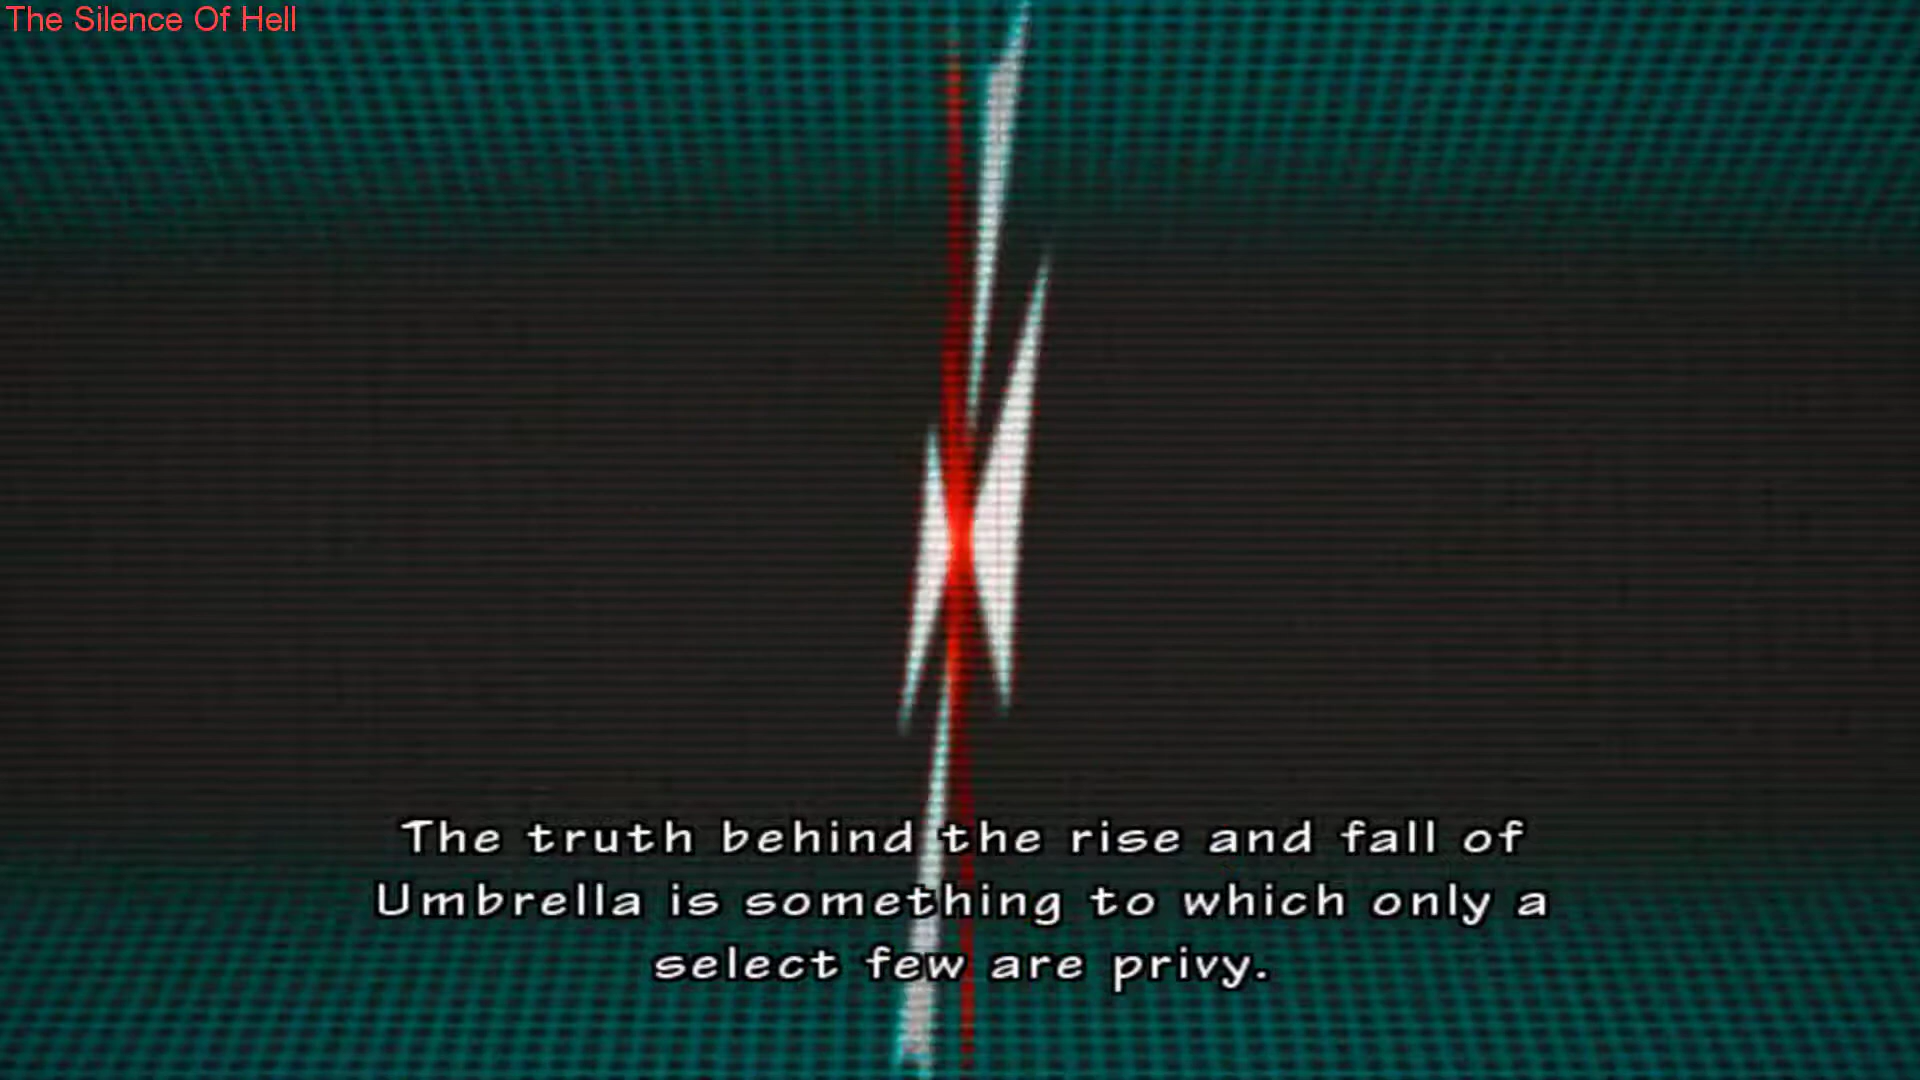 The Silence Of Hell
The truth behind the rise and fall of
Umbrella is something to which only a
select few are privy.